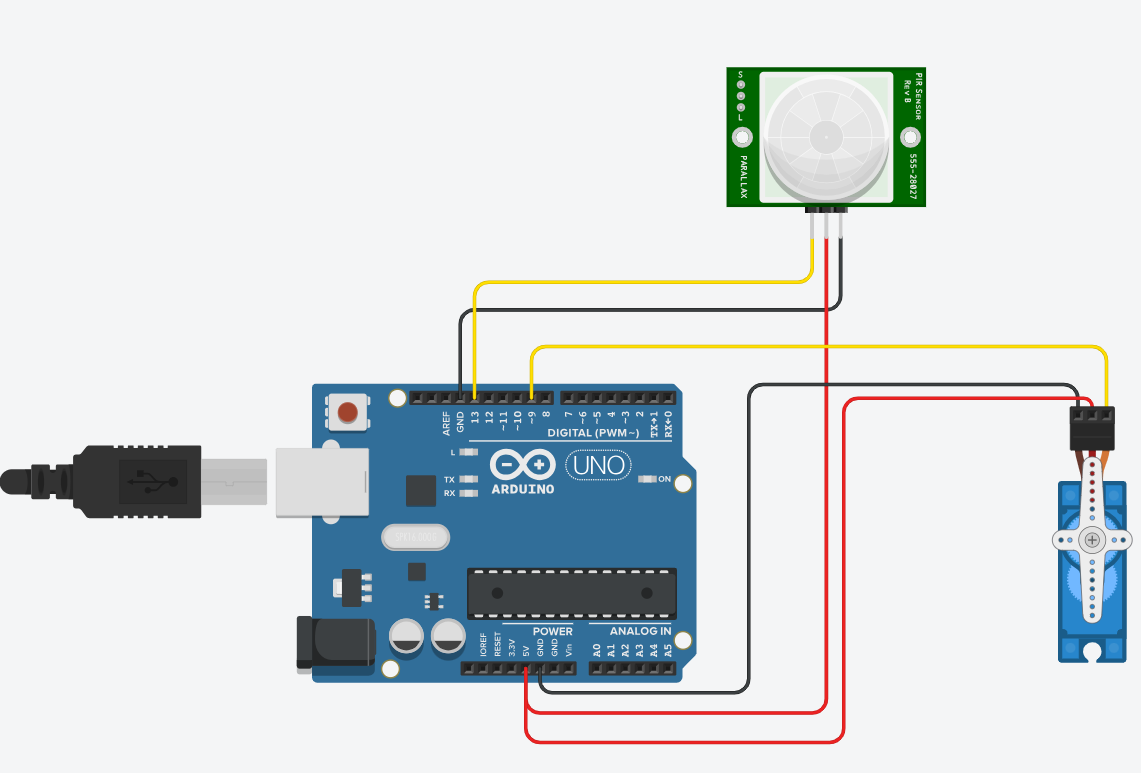 S
L
PARALLAX
PIR SENSOR
REV B
555-28027
AREF
GND
13
12
~11
~10
~9
8
7
~6
~5
4
~3
2
TX→1
RX←0
DIGITAL (PWM ~)
L
TX
RX
ON
UNO
ARDUINO
POWER
ANALOG IN
IOREF
RESET
3.3V
5V
GND
GND
Vin
A0
A1
A2
A3
A4
A5